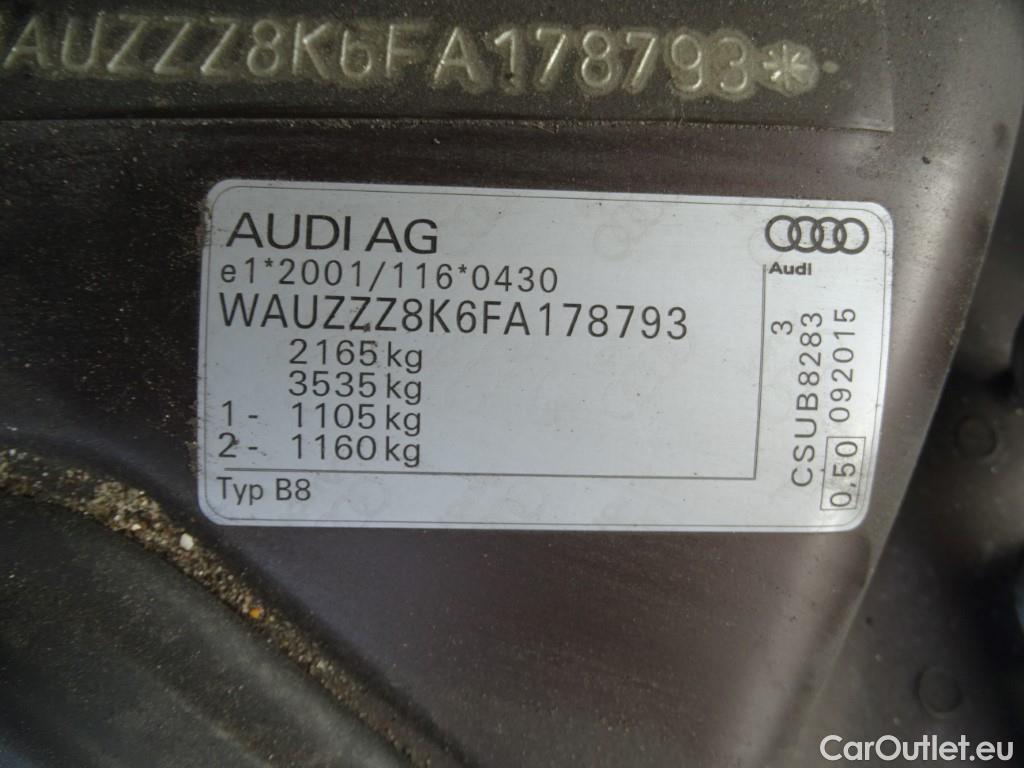 AUZZZ8K6FA178793*
AUDI AG
e1*2001/116*0430
WAUZZZ8K6FA178793
2165 kg
3535 kg
1 - 1105 kg
2 - 1160 kg
Typ B8
Audi
3
CSUB8283
0.50 092015
CarOutlet.eu